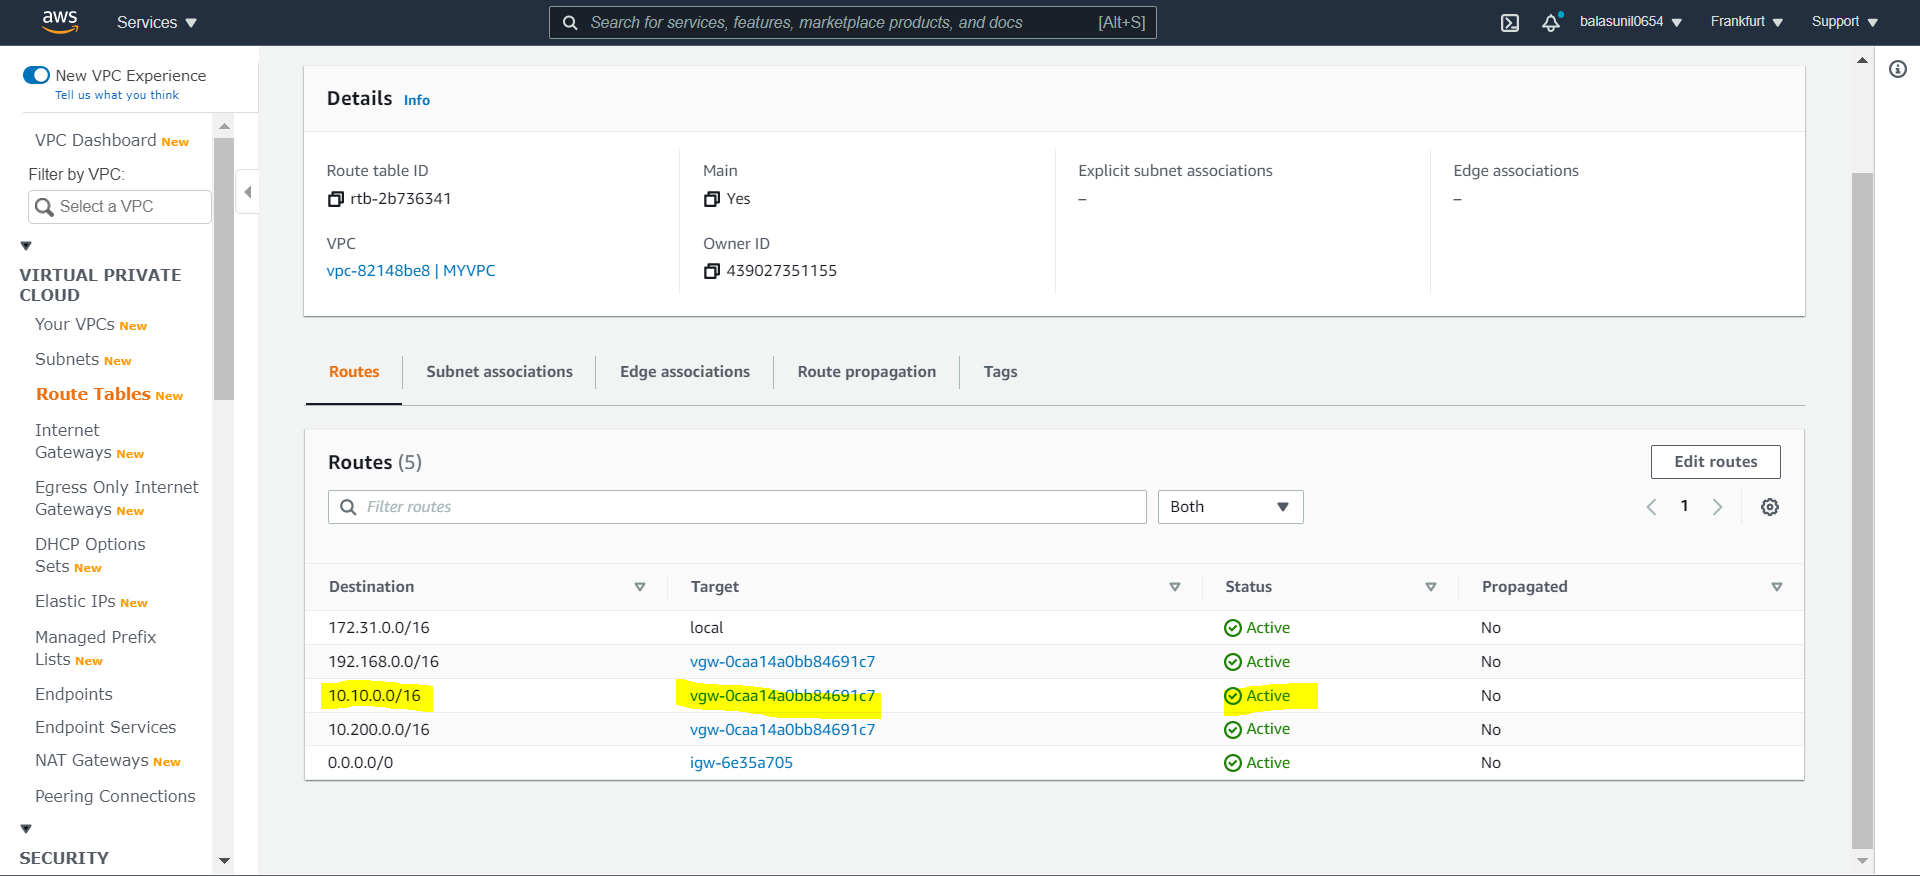 aws
Services
Search for services, features, marketplace products, and docs [Alt+S]
balasunil0654
Frankfurt
Support
New VPC Experience
Tell us what you think
VPC Dashboard New
Filter by VPC:
Select a VPC
VIRTUAL PRIVATE
CLOUD
Your VPCs New
Subnets New
Route Tables New
Internet
Gateways New
Egress Only Internet
Gateways New
DHCP Options
Sets New
Elastic IPs New
Managed Prefix
Lists New
Endpoints
Endpoint Services
NAT Gateways New
Peering Connections
SECURITY
Details Info
Route table ID
rtb-2b736341
Main
Yes
Explicit subnet associations
–
Edge associations
–
VPC
vpc-82148be8 | MYVPC
Owner ID
439027351155
Routes
Subnet associations
Edge associations
Route propagation
Tags
Routes (5)
Edit routes
Filter routes
Both
1
Destination Target Status Propagated
172.31.0.0/16 local Active No
192.168.0.0/16 vgw-0caa14a0bb84691c7 Active No
10.10.0.0/16 vgw-0caa14a0bb84691c7 Active No
10.200.0.0/16 vgw-0caa14a0bb84691c7 Active No
0.0.0.0/0 igw-6e35a705 Active No